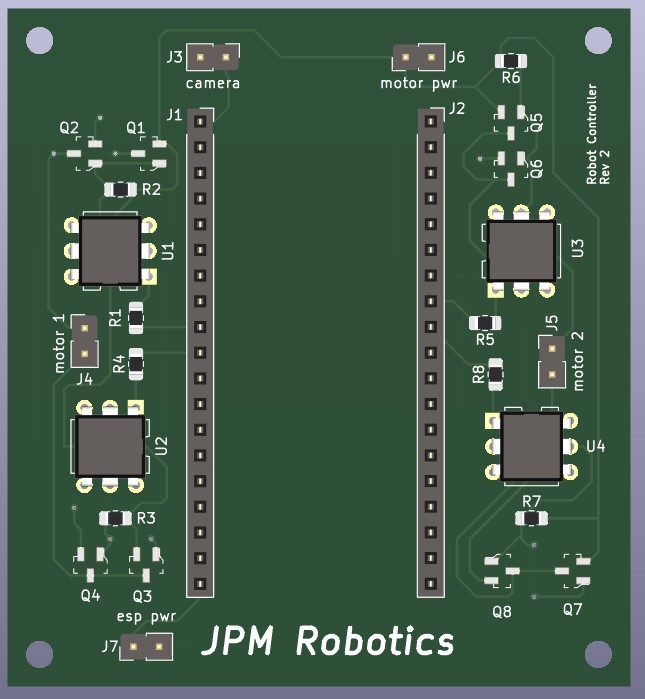 J3
camera
J6
motor pwr
R6
J1
J2
Q5
Q6
Robot Controller
Rev 2
Q2
Q1
R2
U1
U3
R1
motor 1
J4
R4
R5
J5
motor 2
R8
U2
U4
R3
R7
Q4
Q3
Q8
Q7
esp pwr
J7
JPM Robotics